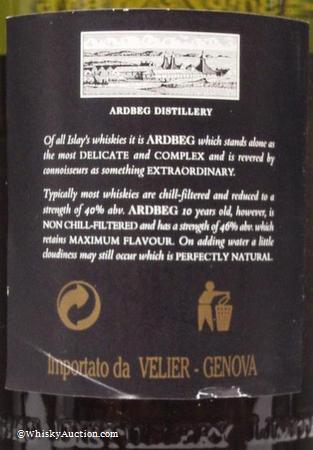 ARDBEG DISTILLERY
Of all Islay's whiskies it is ARDBEG which stands alone as
the most DELICATE and COMPLEX and is revered by
connoisseurs as something EXTRAORDINARY.
Typically most whiskies are chill-filtered and reduced to a
strength of 40% abv. ARDBEG 10 years old, however, is
NON CHILL-FILTERED and has a strength of 46% abv. which
retains MAXIMUM FLAVOUR. On adding water a little
cloudiness may still occur which is PERFECTLY NATURAL.
Importato da VELIER - GENOVA
©WhiskyAuction.com